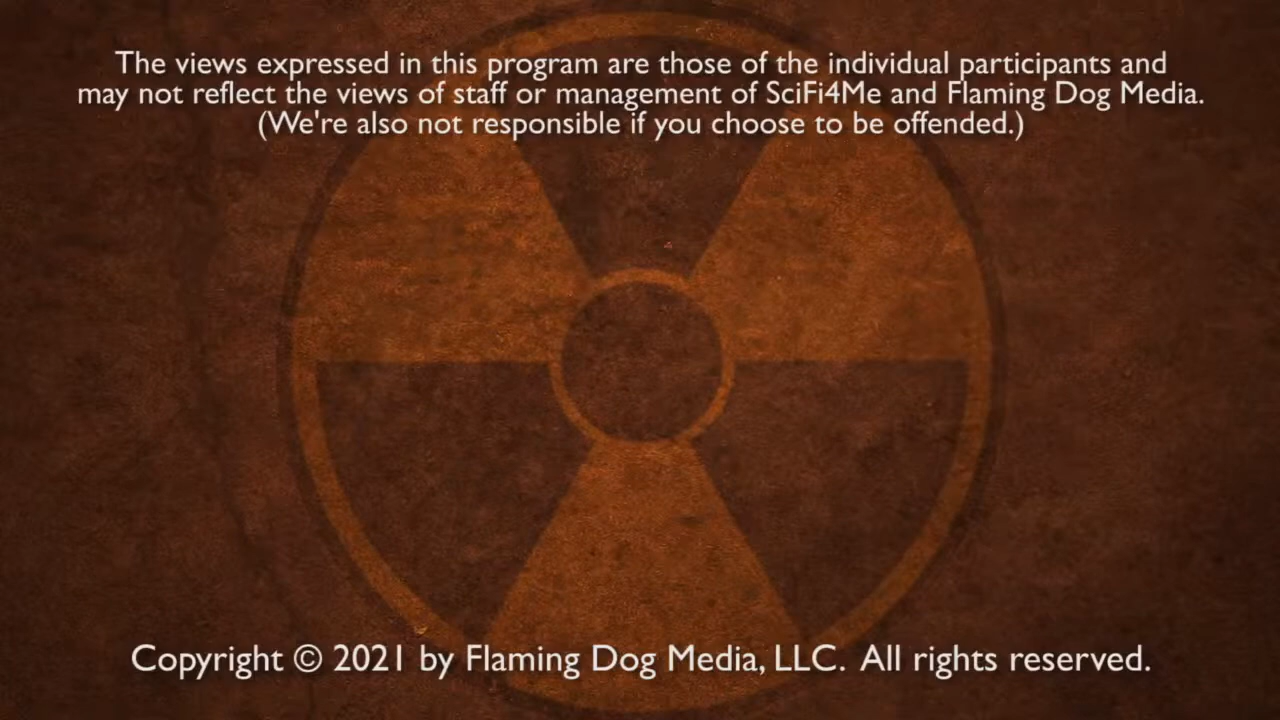 The views expressed in this program are those of the individual participants and
may not reflect the views of staff or management of SciFi4Me and Flaming Dog Media.
(We're also not responsible if you choose to be offended.)
Copyright © 2021 by Flaming Dog Media, LLC. All rights reserved.